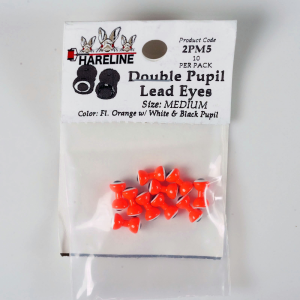 Product Code
2PM5
10
PER PACK
HARELINE
Double Pupil
Lead Eyes
Size: MEDIUM
Color: Fl. Orange w/ White & Black Pupil